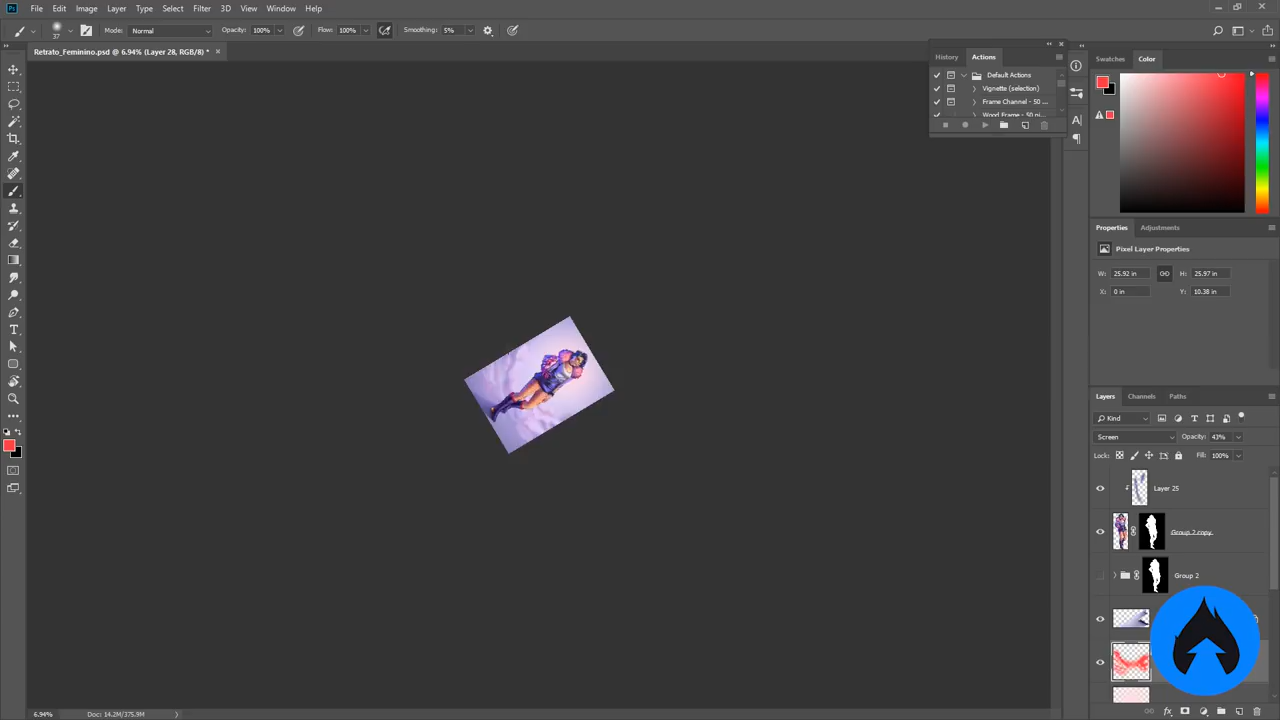 File Edit Image Layer Type Select Filter 3D View Window Help
37 Mode: Normal Opacity: 100% Flow: 100% Smoothing: 5%
Retrato_Feminino.psd @ 6.94% (Layer 28, RGB/8) * ×
History Actions
Default Actions
Vignette (selection)
Frame Channel - 50 ...
Wood Frame - 50 pi...
Swatches Color
Properties Adjustments
Pixel Layer Properties
W: 25.92 in H: 25.97 in
X: 0 in Y: 10.38 in
Layers Channels Paths
Kind
Screen Opacity: 43%
Lock: Fill: 100%
Layer 25
Group 2 copy
Group 2
6.94% Doc: 14.2M/375.9M